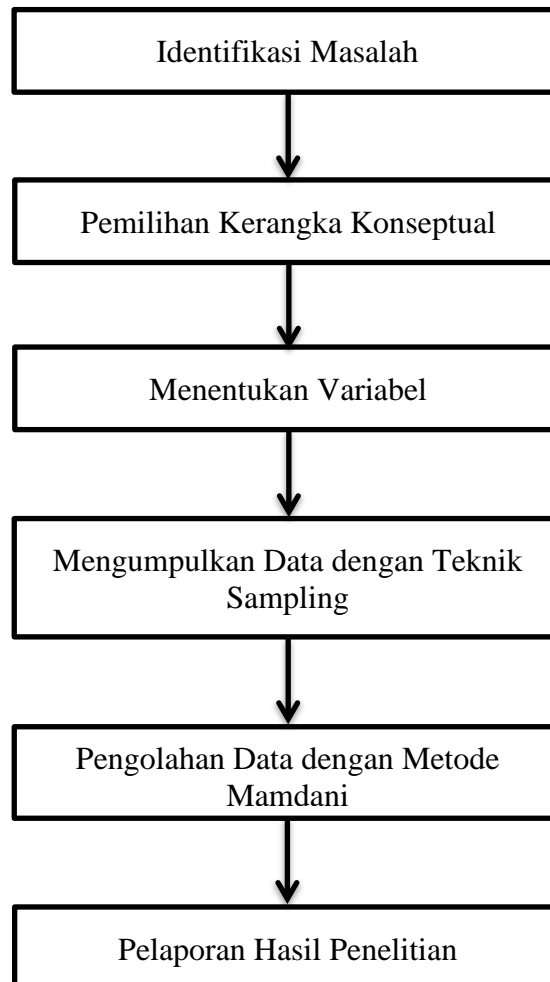 Identifikasi Masalah
Pemilihan Kerangka Konseptual
Menentukan Variabel
Mengumpulkan Data dengan Teknik
Sampling
Pengolahan Data dengan Metode
Mamdani
Pelaporan Hasil Penelitian